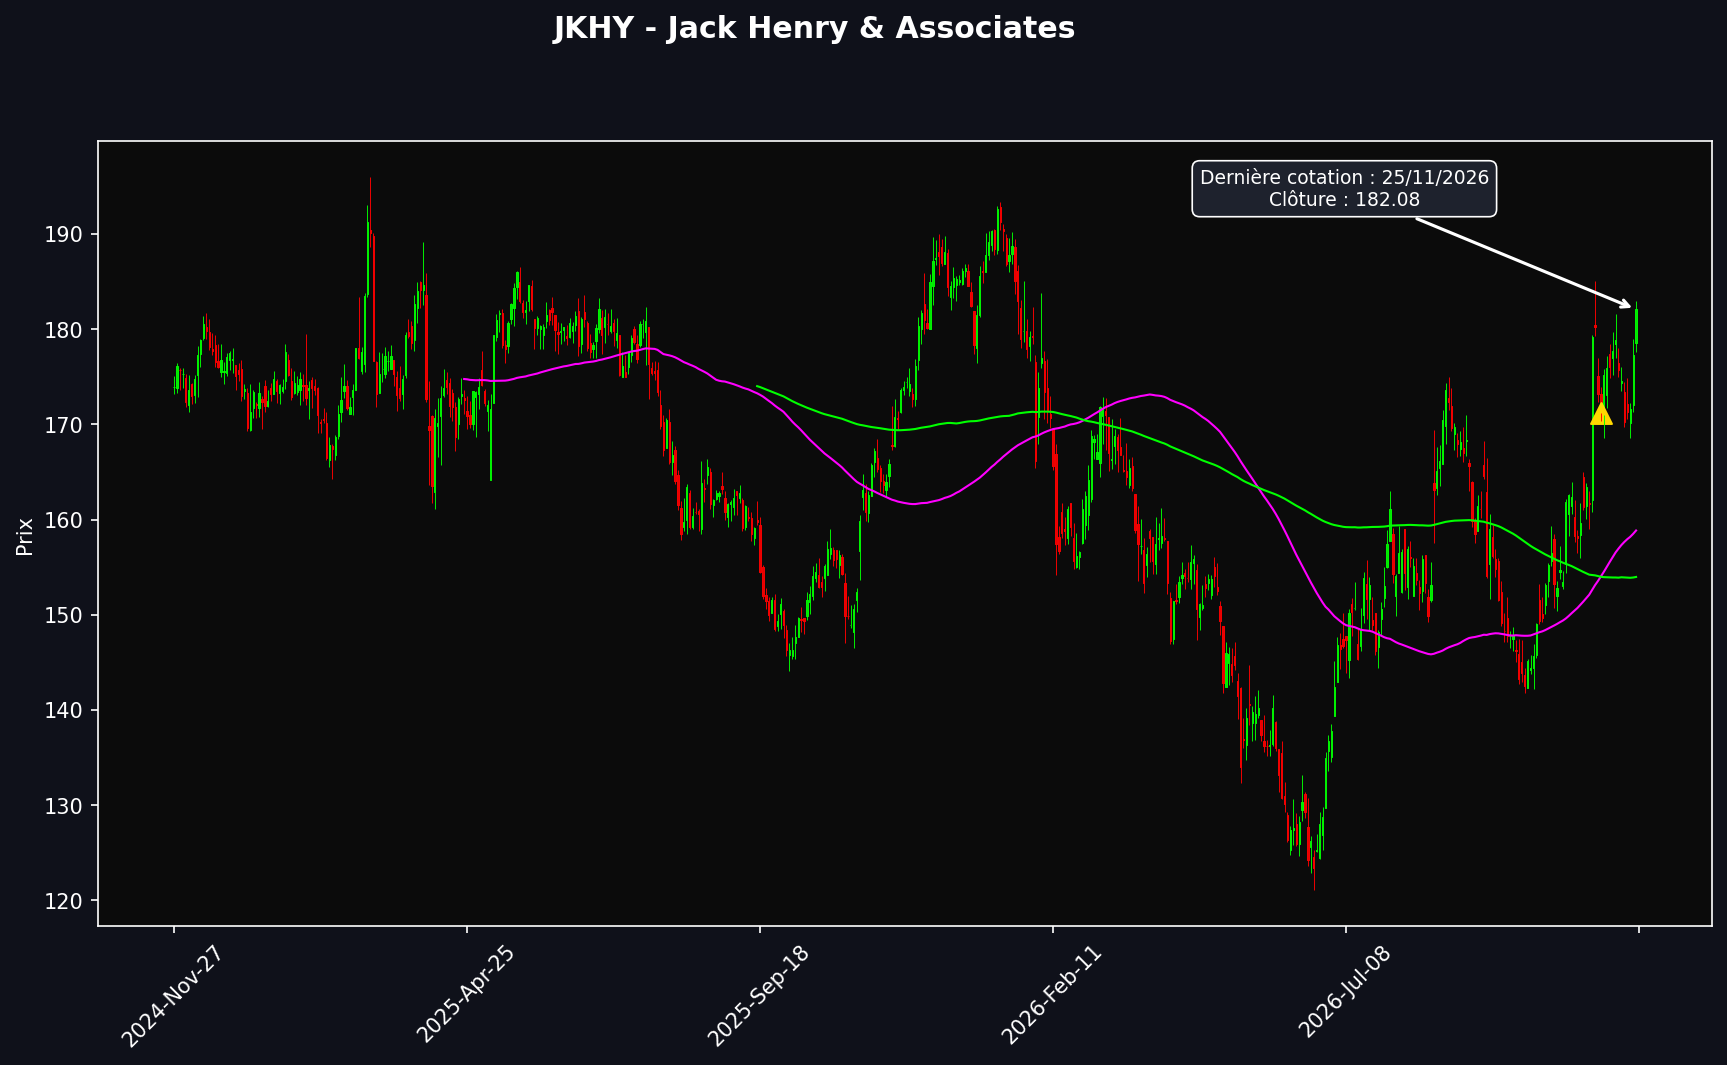 JKHY - Jack Henry & Associates
Dernière cotation : 25/11/2026
Clôture : 182.08
Prix
190
180
170
160
150
140
130
120
2024-Nov-27
2025-Apr-25
2025-Sep-18
2026-Feb-11
2026-Jul-08